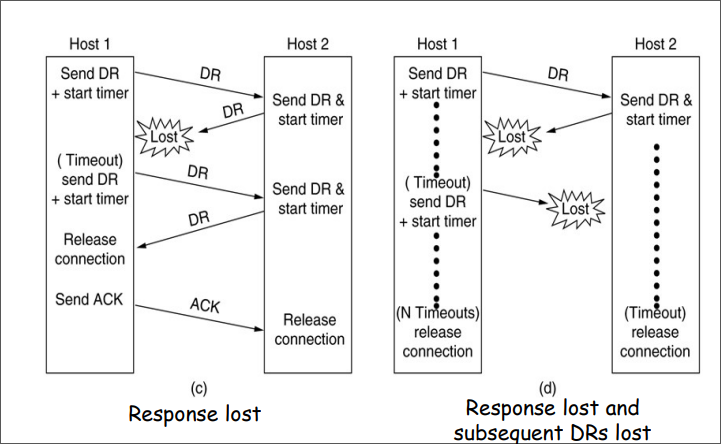 Host 1
Host 2
Send DR
+ start timer
DR
Send DR &
start timer
DR
Lost
( Timeout)
send DR
+ start timer
DR
Send DR &
start timer
DR
Release
connection
Send ACK
ACK
Release
connection
(c)
Response lost
Host 1
Host 2
Send DR
+ start timer
DR
Send DR &
start timer
Lost
( Timeout)
send DR
+ start timer
Lost
(N Timeouts)
release
connection
(Timeout)
release
connection
(d)
Response lost and
subsequent DRs lost